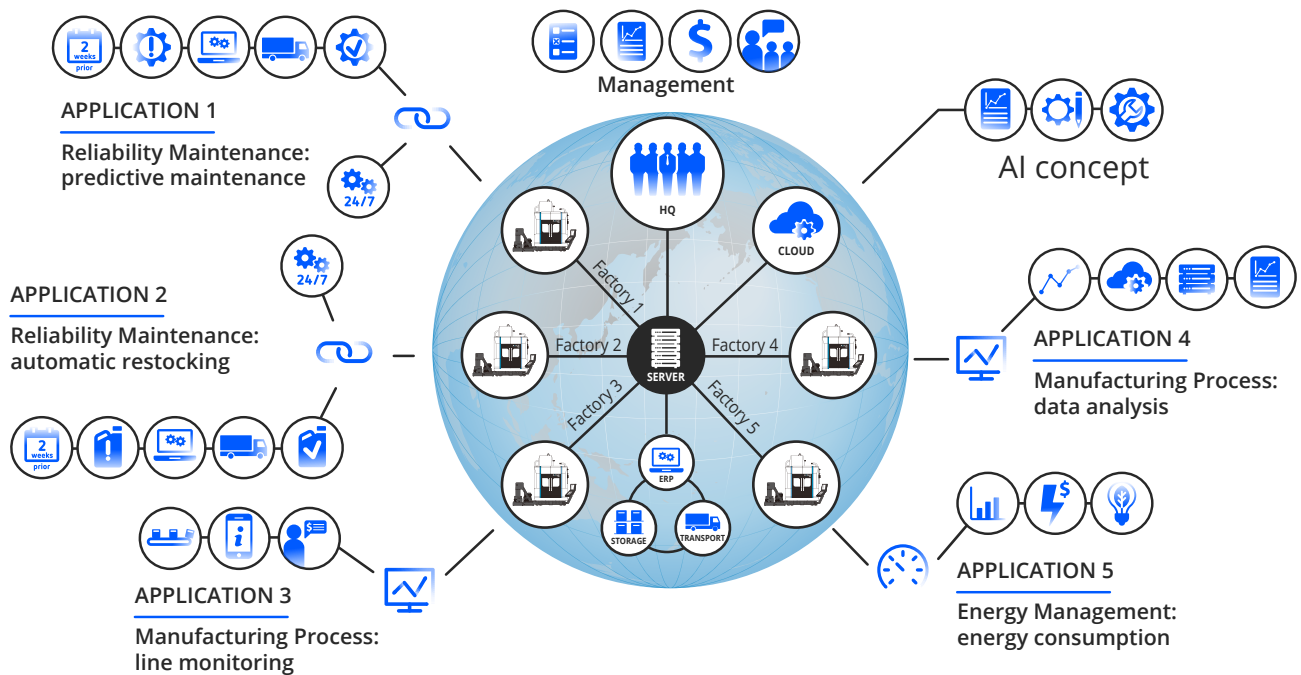 2
weeks
prior
APPLICATION 1
Reliability Maintenance:
predictive maintenance
24/7
24/7
APPLICATION 2
Reliability Maintenance:
automatic restocking
2
weeks
prior
i
$
APPLICATION 3
Manufacturing Process:
line monitoring
$
Management
HQ
CLOUD
Factory 1
Factory 2
Factory 3
SERVER
Factory 4
Factory 5
ERP
STORAGE
TRANSPORT
AI concept
APPLICATION 4
Manufacturing Process:
data analysis
$
APPLICATION 5
Energy Management:
energy consumption